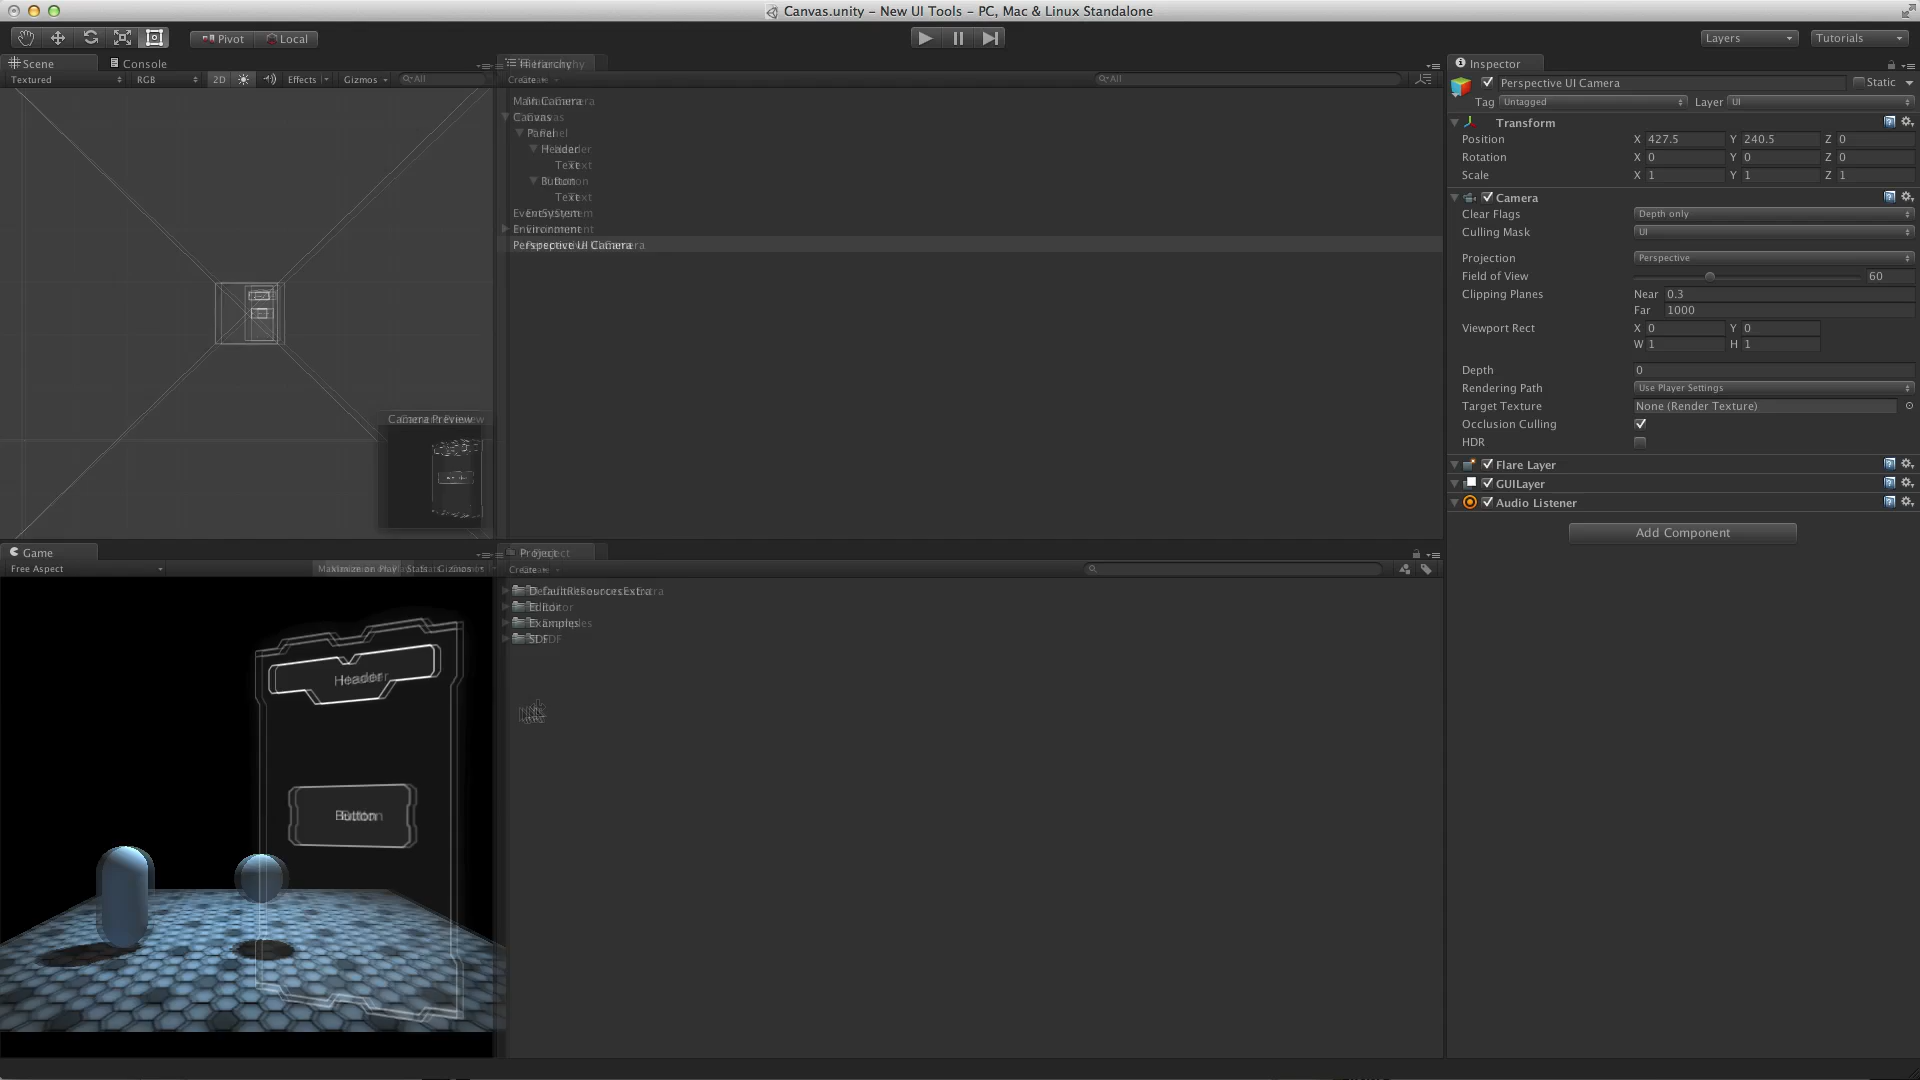 Canvas.unity - New UI Tools - PC, Mac & Linux Standalone
Pivot Local
Layers
Tutorials
Scene Console
Textured RGB 2D Effects Gizmos All
Hierarchy
Create All
Main Camera
Canvas
Panel
Header
Text
Button
Text
EventSystem
Environment
Perspective UI Camera
Camera Preview
Inspector
Perspective UI Camera Static
Tag Untagged Layer UI
Transform
Position X 427.5 Y 240.5 Z 0
Rotation X 0 Y 0 Z 0
Scale X 1 Y 1 Z 1
Camera
Clear Flags Depth only
Culling Mask UI
Projection Perspective
Field of View 60
Clipping Planes Near 0.3
Far 1000
Viewport Rect X 0 Y 0
W 1 H 1
Depth 0
Rendering Path Use Player Settings
Target Texture None (Render Texture)
Occlusion Culling
HDR
Flare Layer
GUILayer
Audio Listener
Add Component
Game
Free Aspect Maximize on Play Stats Gizmos
Header
Button
Project
Create
DefaultResourcesExtra
Editor
Examples
SDF